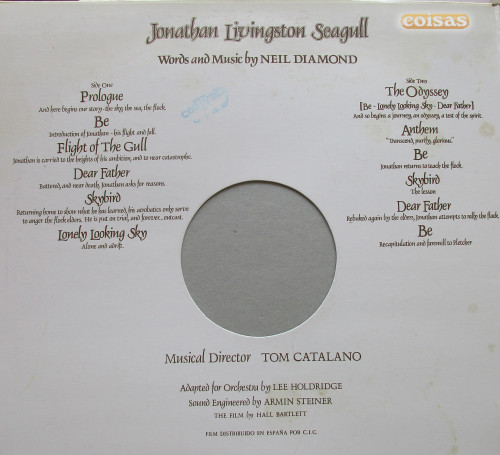 coisas
Jonathan Livingston Seagull
Words and Music by NEIL DIAMOND
Side One
Prologue
And here begins our story - the sky, the sea, the flock.
Be
Introduction of Jonathan - his flight and fall.
Flight of The Gull
Jonathan is carried to the heights of his ambition, and to near catastrophe.
Dear Father
Battered, and near death, Jonathan asks for reasons.
Skybird
Returning home to show what he has learned, his aerobatics only serve
to anger the flock elders. He is put on trial, and forever... outcast.
Lonely Looking Sky
Alone and adrift.
Side Two
The Odyssey
[Be - Lonely Looking Sky - Dear Father]
And so begins a journey, an odyssey, a test of the spirit.
Anthem
"Transcend, purify, glorious."
Be
Jonathan returns to teach the flock.
Skybird
The lesson
Dear Father
Rebuked again by the elders, Jonathan attempts to rally the flock.
Be
Recapitulation and farewell to Fletcher
Musical Director TOM CATALANO
Adapted for Orchestra by LEE HOLDRIDGE
Sound Engineered by ARMIN STEINER
THE FILM by HALL BARTLETT
FILM DISTRIBUIDO EN ESPAÑA POR C.I.C.